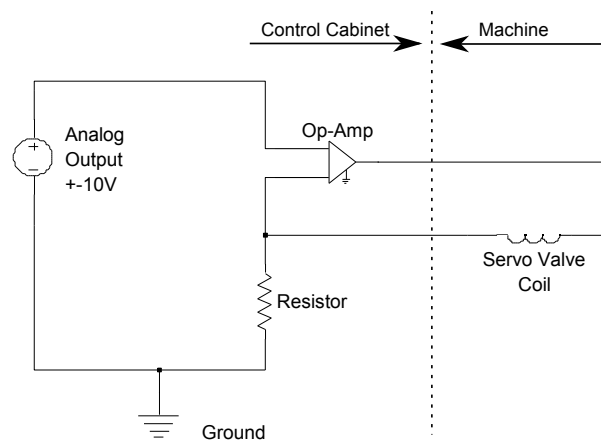 Control Cabinet
Machine
Analog
Output
+-10V
Op-Amp
Servo Valve
Coil
Resistor
Ground